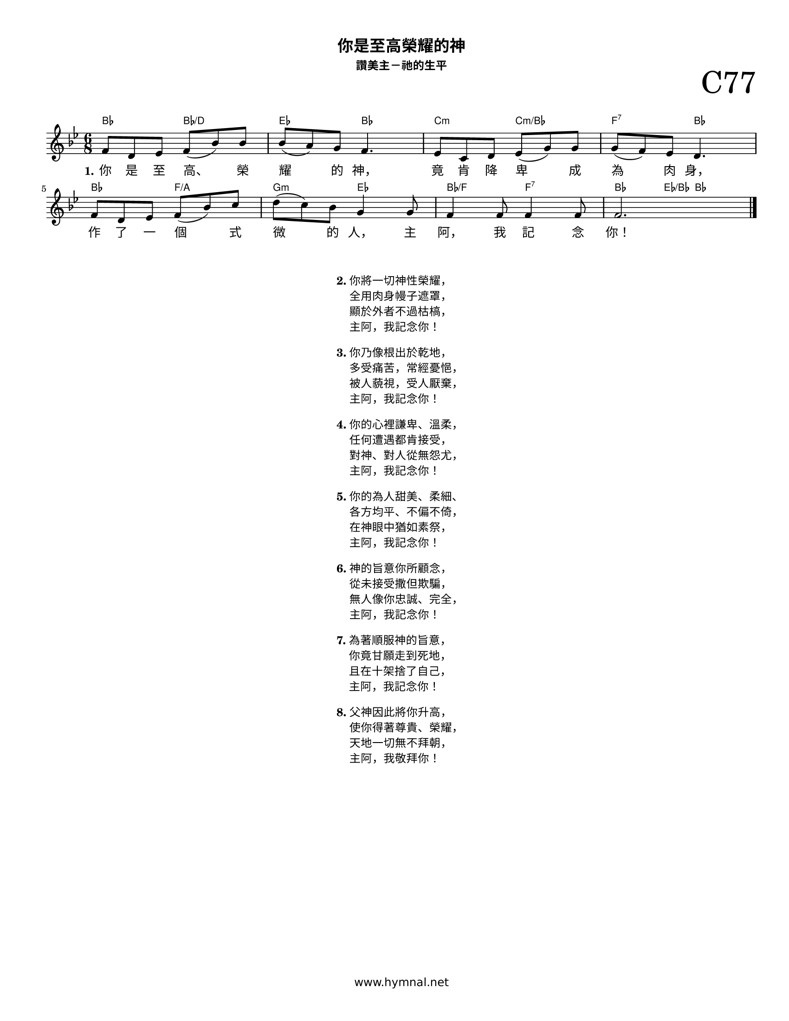 你是至高榮耀的神
讚美主－祂的生平
C77
B♭ B♭/D E♭ B♭ Cm Cm/B♭ F7 B♭
1. 你 是 至 高、 榮 耀 的 神， 竟 肯 降 卑 成 為 肉 身，
5 B♭ F/A Gm E♭ B♭/F F7 B♭ E♭/B♭ B♭
作 了 一 個 式 微 的 人， 主 阿， 我 記 念 你！
2. 你將一切神性榮耀，
全用肉身幔子遮罩，
顯於外者不過枯槁，
主阿，我記念你！
3. 你乃像根出於乾地，
多受痛苦，常經憂悒，
被人藐視，受人厭棄，
主阿，我記念你！
4. 你的心裡謙卑、溫柔，
任何遭遇都肯接受，
對神、對人從無怨尤，
主阿，我記念你！
5. 你的為人甜美、柔細、
各方均平、不偏不倚，
在神眼中猶如素祭，
主阿，我記念你！
6. 神的旨意你所顧念，
從未接受撒但欺騙，
無人像你忠誠、完全，
主阿，我記念你！
7. 為著順服神的旨意，
你竟甘願走到死地，
且在十架捨了自己，
主阿，我記念你！
8. 父神因此將你升高，
使你得著尊貴、榮耀，
天地一切無不拜朝，
主阿，我敬拜你！
www.hymnal.net